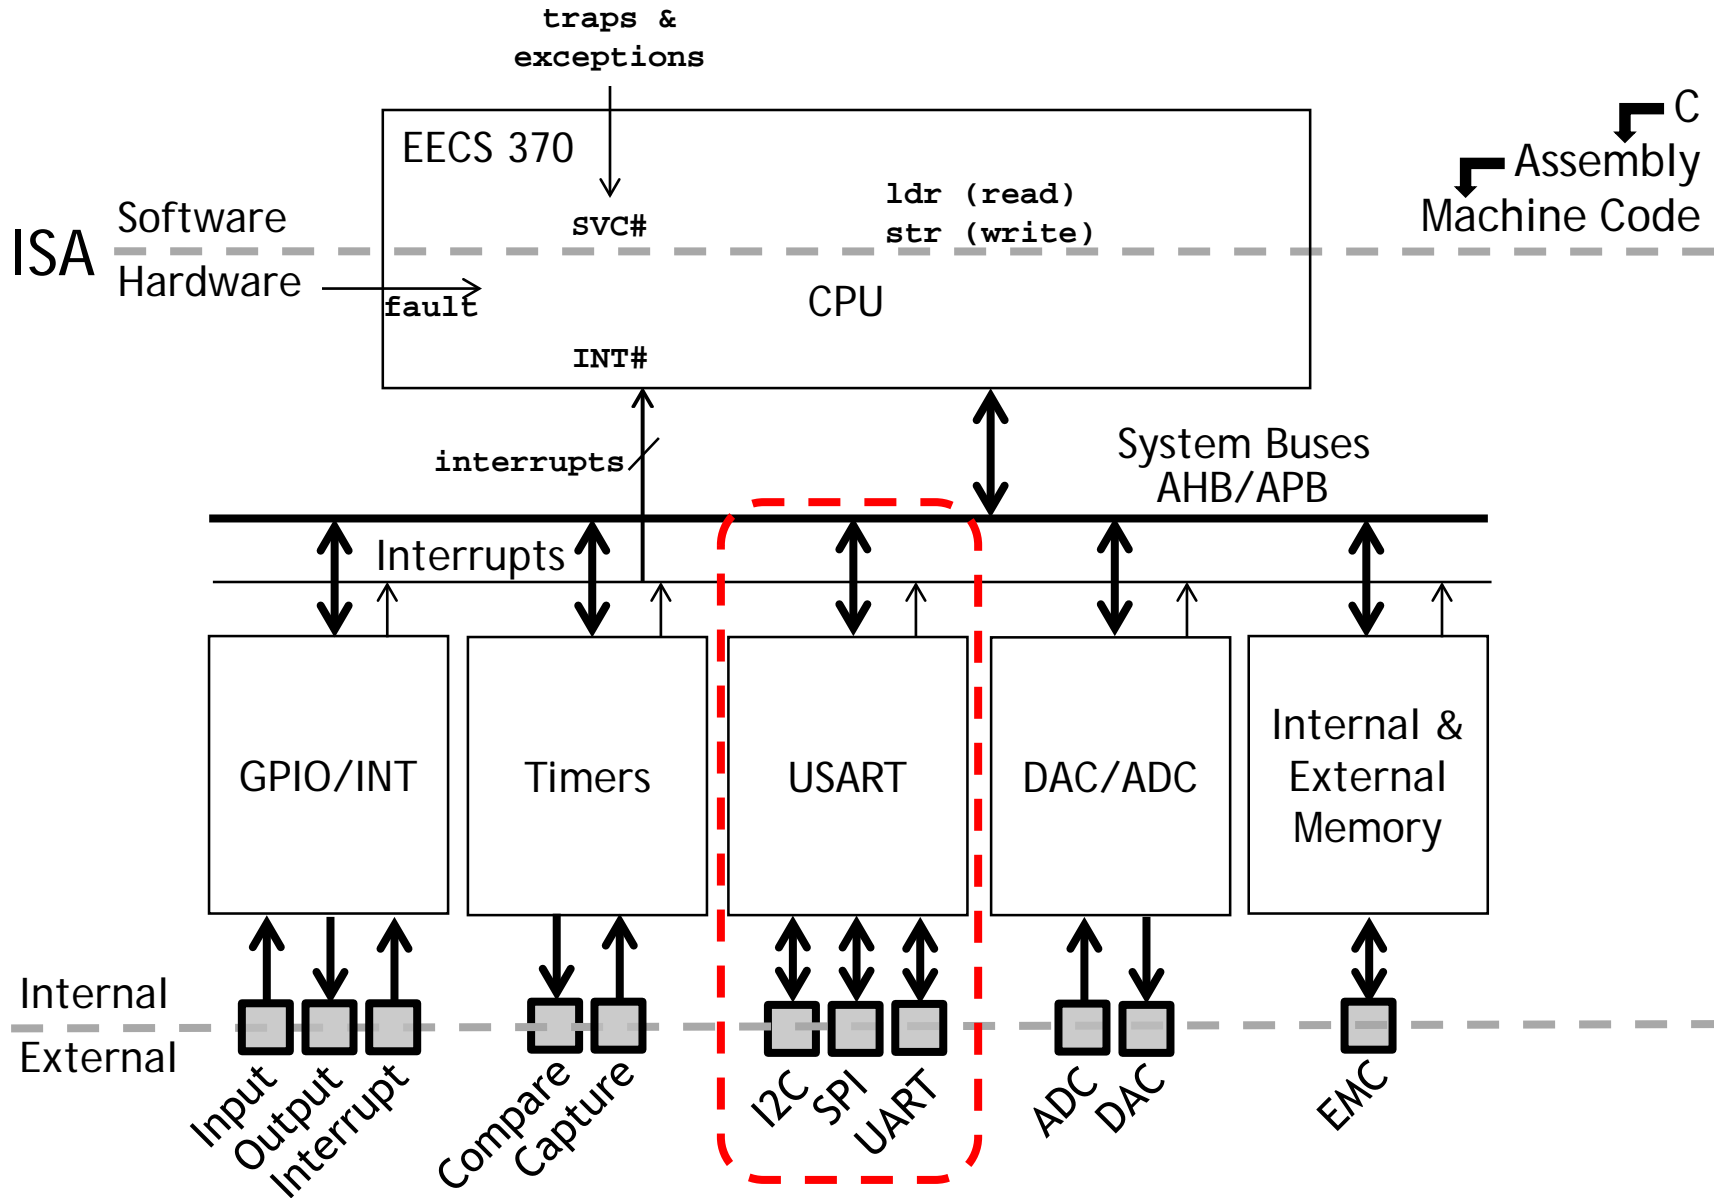 traps &
exceptions
EECS 370
C
Assembly
Machine Code
ldr (read)
str (write)
SVC#
Software
ISA
Hardware
fault
CPU
INT#
interrupts
System Buses
AHB/APB
Interrupts
GPIO/INT
Timers
USART
DAC/ADC
Internal &
External
Memory
Internal
External
Input
Output
Interrupt
Compare
Capture
I2C
SPI
UART
ADC
DAC
EMC